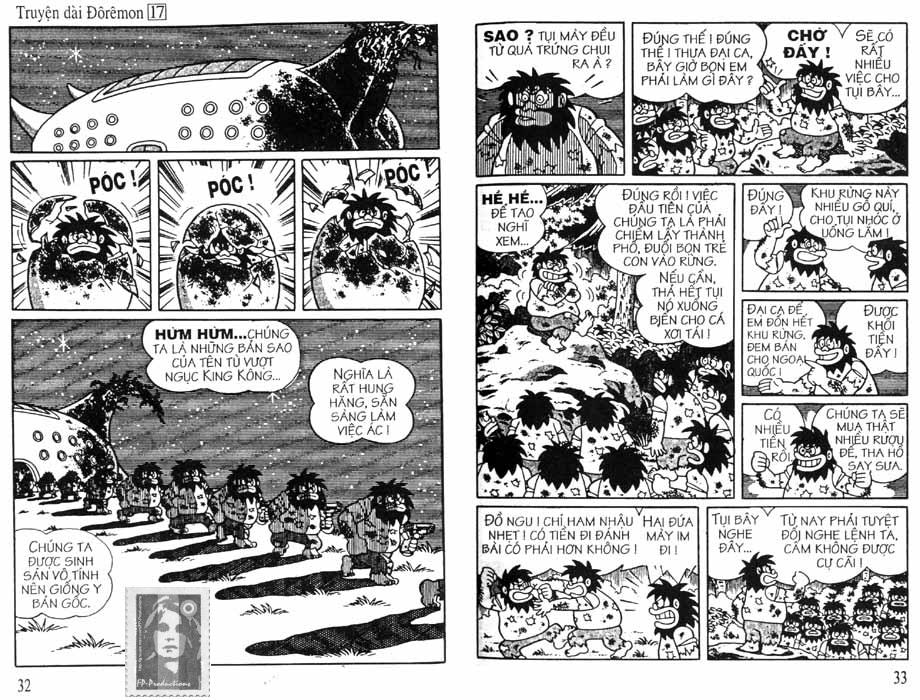 Truyện dài Đôrêmon 17
PÓC !
PÓC !
PÓC !
HỪM HỪM...CHÚNG
TA LÀ NHỮNG BẢN SAO
CỦA TÊN TÙ VƯỢT
NGỤC KING KÔNG...
NGHĨA LÀ
RẤT HUNG
HĂNG, SẴN
SÀNG LÀM
VIỆC ÁC !
CHÚNG TA
ĐƯỢC SINH
SẢN VÔ TÍNH
NÊN GIỐNG Y
BẢN GỐC.
FP-Productions
32
SAO ? TỤI MÀY ĐỀU
TỪ QUẢ TRỨNG CHUI
RA À ?
ĐÚNG THẾ ! ĐÚNG
THẾ ! THƯA ĐẠI CA,
BÂY GIỜ BỌN EM
PHẢI LÀM GÌ ĐÂY ?
CHỜ
ĐẤY !
SẼ CÓ
RẤT
NHIỀU
VIỆC CHO
TỤI BÂY...
HÉ HÉ...
ĐỂ TAO
NGHĨ
XEM...
ĐÚNG RỒI ! VIỆC
ĐẦU TIÊN CỦA
CHÚNG TA LÀ PHẢI
CHIẾM LẤY THÀNH
PHỐ, ĐUỔI BỌN TRẺ
CON VÀO RỪNG.
NẾU CẦN,
THẢ HẾT TỤI
NÓ XUỐNG
BIỂN CHO CÁ
XƠI TÁI !
ĐÚNG
ĐẤY !
KHU RỪNG NÀY
NHIỀU GỖ QUÍ,
CHO TỤI NHÓC Ở
UỔNG LẮM !
ĐẠI CA ĐỂ
EM ĐỐN HẾT
KHU RỪNG,
ĐEM BÁN
CHO NGOẠI
QUỐC !
ĐƯỢC
KHỐI
TIỀN
ĐẤY !
CÓ
NHIỀU
TIỀN
RỒI
CHÚNG TA SẼ
MUA THẬT
NHIỀU RƯỢU
ĐẾ, THA HỒ
SAY SƯA.
ĐỒ NGU ! CHỈ HAM NHẬU
NHẸT ! CÓ TIỀN ĐI ĐÁNH
BÀI CÓ PHẢI HƠN KHÔNG !
HAI ĐỨA
MÀY IM
ĐI !
TỤI BÂY
NGHE
ĐÂY...
TỪ NAY PHẢI TUYỆT
ĐỐI NGHE LỆNH TA,
CẤM KHÔNG ĐƯỢC
CỰ CÃI !
33